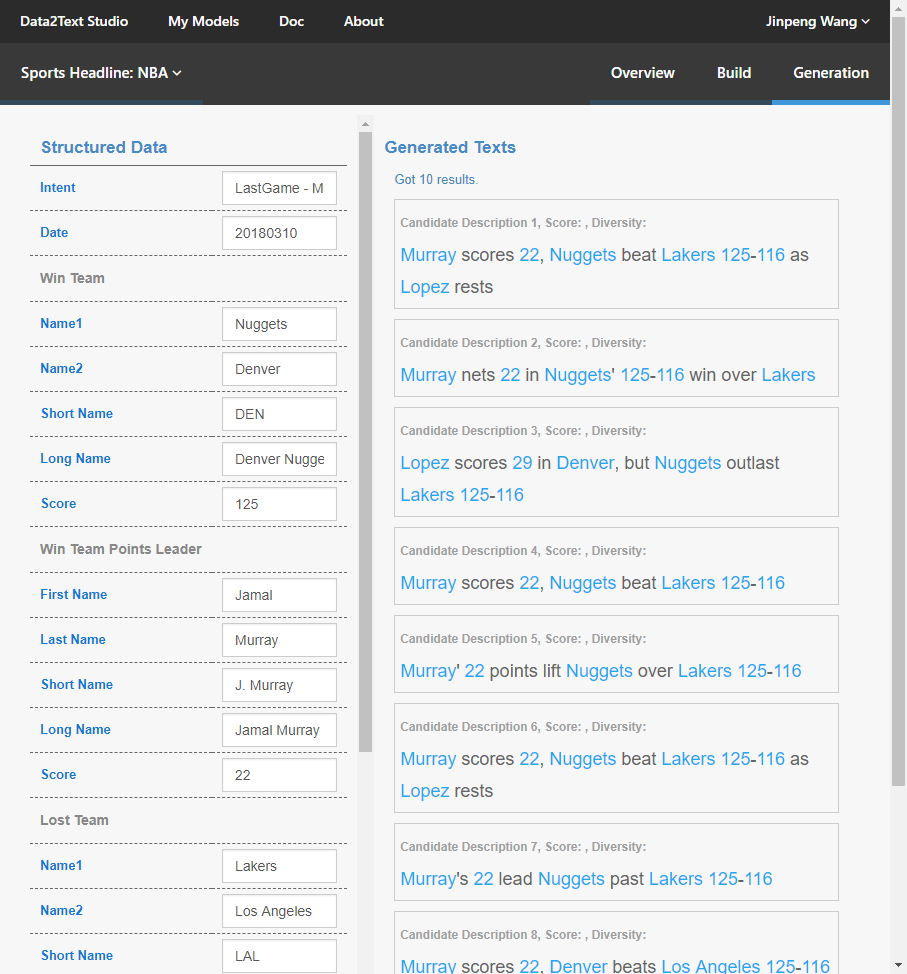 Data2Text Studio My Models Doc About Jinpeng Wang
Sports Headline: NBA Overview Build Generation
Structured Data
Intent LastGame - M
Date 20180310
Win Team
Name1 Nuggets
Name2 Denver
Short Name DEN
Long Name Denver Nugge
Score 125
Win Team Points Leader
First Name Jamal
Last Name Murray
Short Name J. Murray
Long Name Jamal Murray
Score 22
Lost Team
Name1 Lakers
Name2 Los Angeles
Short Name LAL
Generated Texts
Got 10 results.
Candidate Description 1, Score: , Diversity:
Murray scores 22, Nuggets beat Lakers 125-116 as
Lopez rests
Candidate Description 2, Score: , Diversity:
Murray nets 22 in Nuggets' 125-116 win over Lakers
Candidate Description 3, Score: , Diversity:
Lopez scores 29 in Denver, but Nuggets outlast
Lakers 125-116
Candidate Description 4, Score: , Diversity:
Murray scores 22, Nuggets beat Lakers 125-116
Candidate Description 5, Score: , Diversity:
Murray' 22 points lift Nuggets over Lakers 125-116
Candidate Description 6, Score: , Diversity:
Murray scores 22, Nuggets beat Lakers 125-116 as
Lopez rests
Candidate Description 7, Score: , Diversity:
Murray's 22 lead Nuggets past Lakers 125-116
Candidate Description 8, Score: , Diversity:
Murray scores 22, Denver beats Los Angeles 125-116